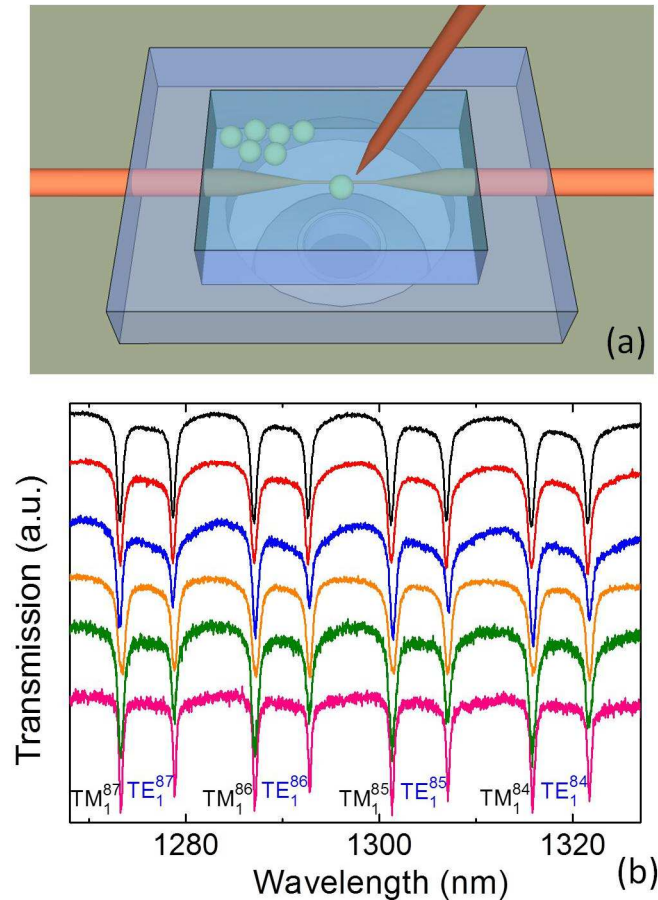 (a)
Transmission (a.u.)
TM₁⁸⁷ TE₁⁸⁷ TM₁⁸⁶ TE₁⁸⁶ TM₁⁸⁵ TE₁⁸⁵ TM₁⁸⁴ TE₁⁸⁴
1280 1300 1320
Wavelength (nm)
(b)